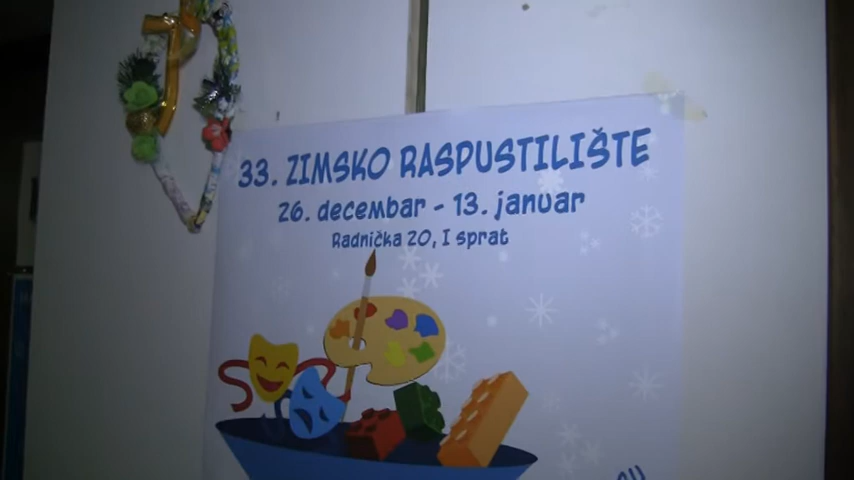 33. ZIMSKO RASPUSTILIŠTE
26. decembar - 13. januar
Radnička 20, I sprat